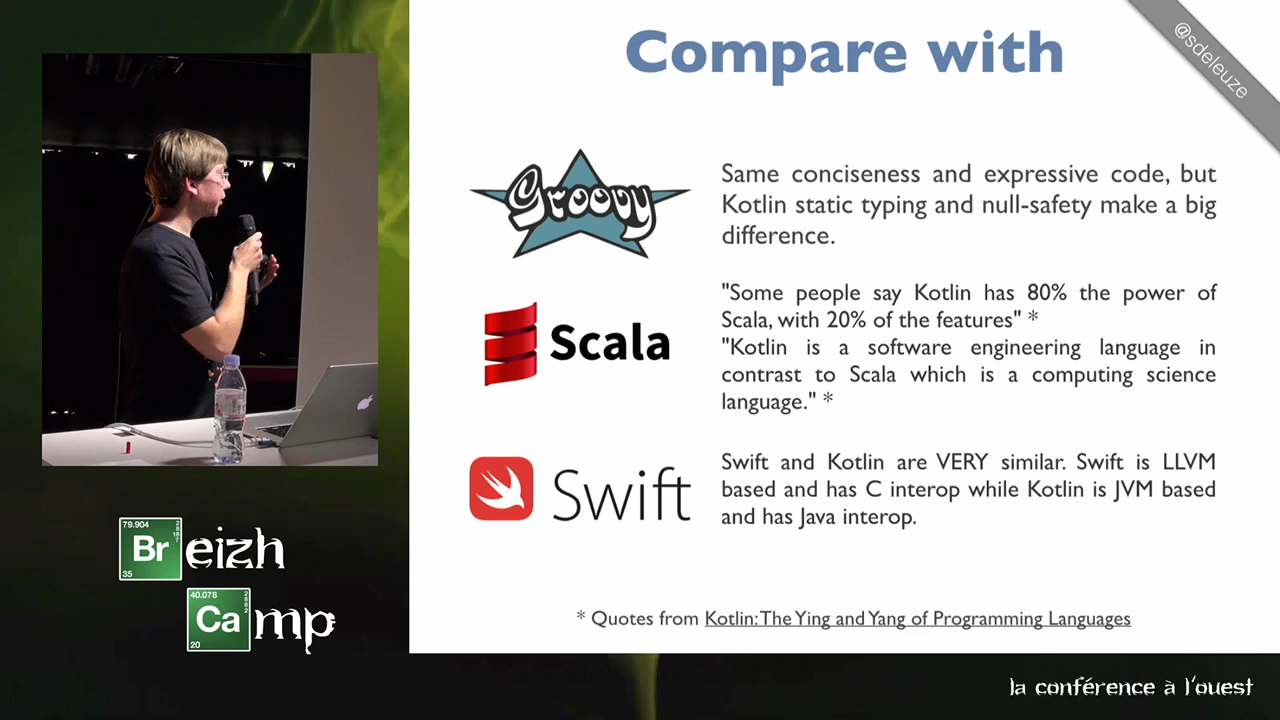 Compare with
@sdeleuze
Groovy
Same conciseness and expressive code, but
Kotlin static typing and null-safety make a big
difference.
Scala
"Some people say Kotlin has 80% the power of
Scala, with 20% of the features" *
"Kotlin is a software engineering language in
contrast to Scala which is a computing science
language." *
Swift
Swift and Kotlin are VERY similar. Swift is LLVM
based and has C interop while Kotlin is JVM based
and has Java interop.
* Quotes from Kotlin: The Ying and Yang of Programming Languages
79.904
Breizh
35
40.078
Camp
20
la conférence à l'ouest